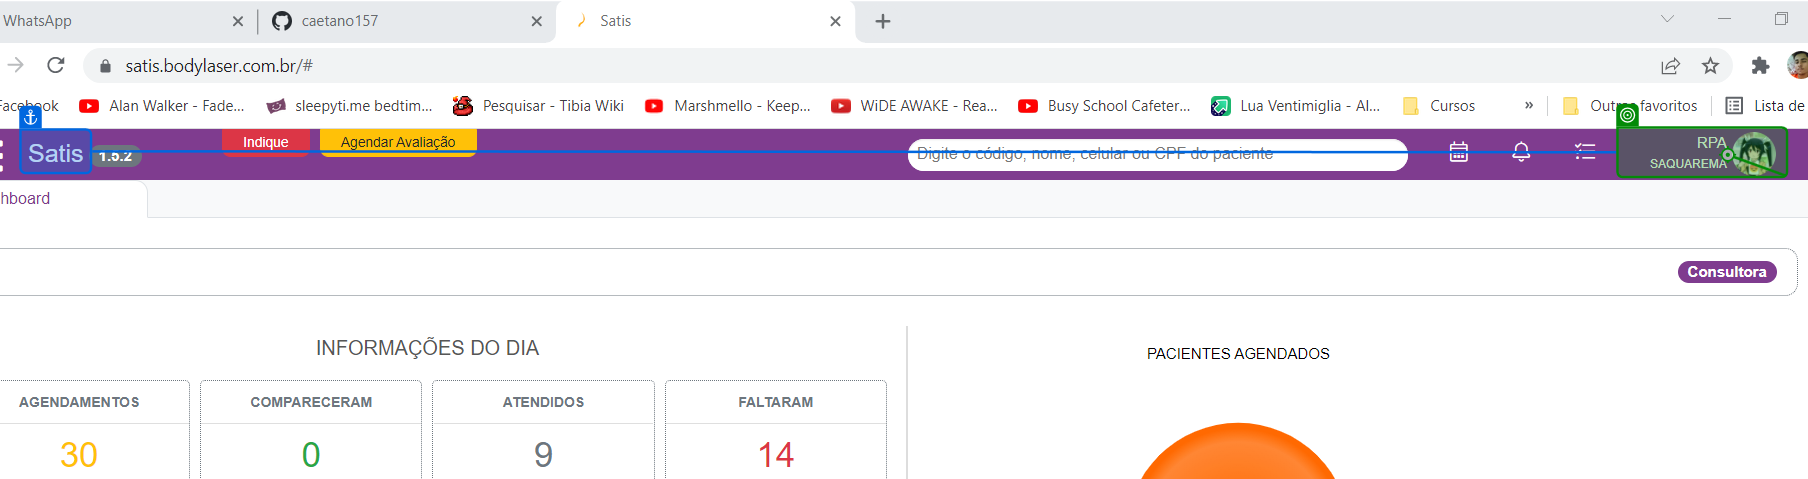 WhatsApp
caetano157
Satis
satis.bodylaser.com.br/#
Facebook
Alan Walker - Fade...
sleepyti.me bedtim...
Pesquisar - Tibia Wiki
Marshmello - Keep...
WiDE AWAKE - Rea...
Busy School Cafeter...
Lua Ventimiglia - Al...
Cursos
»
Outros favoritos
Lista de
Satis
1.5.2
Indique
Agendar Avaliação
Digite o código, nome, celular ou CPF do paciente
RPA
SAQUAREMA
hboard
Consultora
INFORMAÇÕES DO DIA
PACIENTES AGENDADOS
AGENDAMENTOS
COMPARECERAM
ATENDIDOS
FALTARAM
30
0
9
14